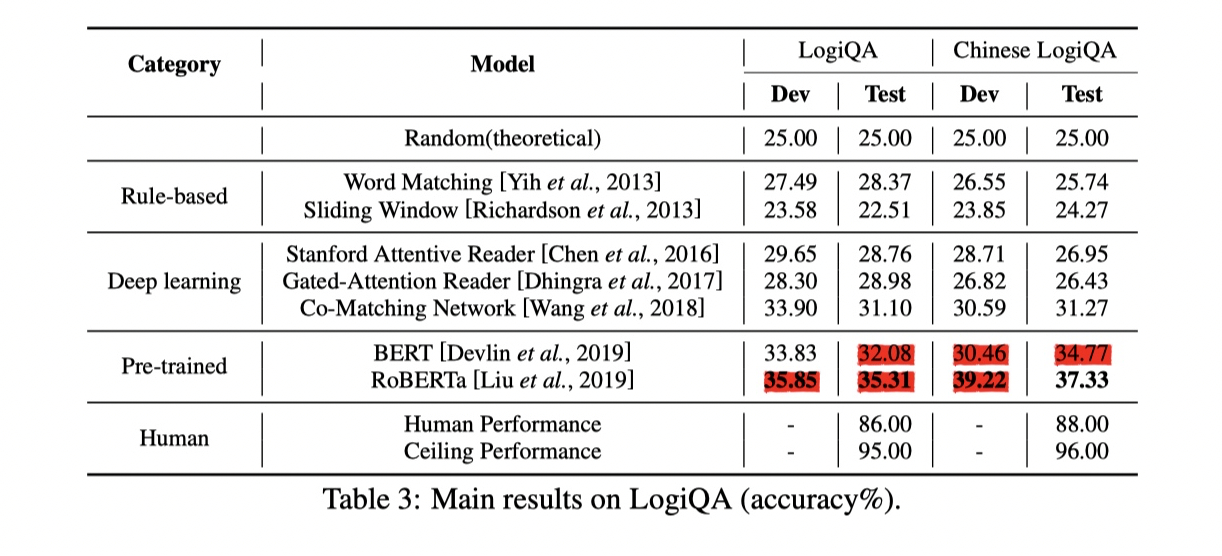 Category Model LogiQA Chinese LogiQA
Dev Test Dev Test
Random(theoretical) 25.00 25.00 25.00 25.00
Rule-based
Word Matching [Yih et al., 2013] 27.49 28.37 26.55 25.74
Sliding Window [Richardson et al., 2013] 23.58 22.51 23.85 24.27
Deep learning
Stanford Attentive Reader [Chen et al., 2016] 29.65 28.76 28.71 26.95
Gated-Attention Reader [Dhingra et al., 2017] 28.30 28.98 26.82 26.43
Co-Matching Network [Wang et al., 2018] 33.90 31.10 30.59 31.27
Pre-trained
BERT [Devlin et al., 2019] 33.83 32.08 30.46 34.77
RoBERTa [Liu et al., 2019] 35.85 35.31 39.22 37.33
Human
Human Performance - 86.00 - 88.00
Ceiling Performance - 95.00 - 96.00
Table 3: Main results on LogiQA (accuracy%).